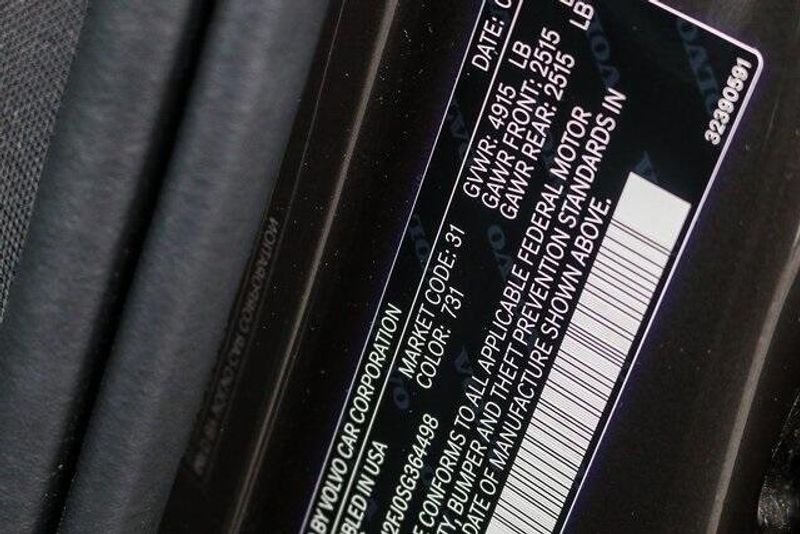 BY VOLVO CAR CORPORATION
DATE:
BLED IN USA
MARKET CODE: 31
COLOR: 731
GVWR: 4915 LB
GAWR FRONT: 2515 LB
GAWR REAR: 2515
2FJ0SG364498
CONFORMS TO ALL APPLICABLE FEDERAL MOTOR
BUMPER AND THEFT PREVENTION STANDARDS IN
DATE OF MANUFACTURE SHOWN ABOVE.
32390591